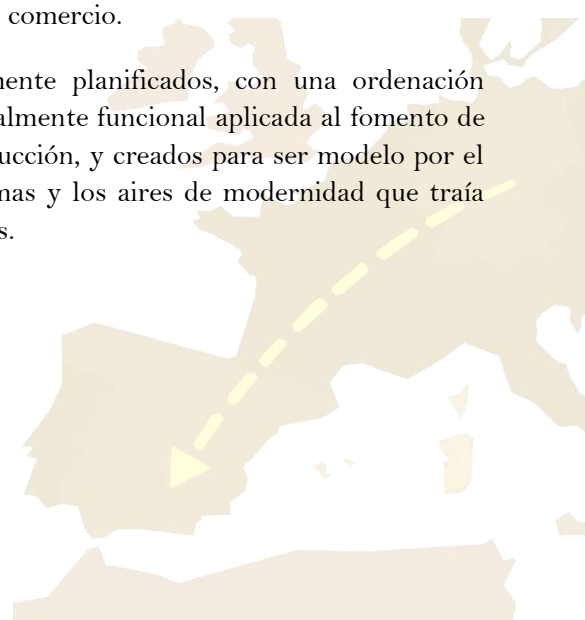 comercio.
mente planificados, con una ordenación
almente funcional aplicada al fomento de
ucción, y creados para ser modelo por el
mas y los aires de modernidad que traía
s.